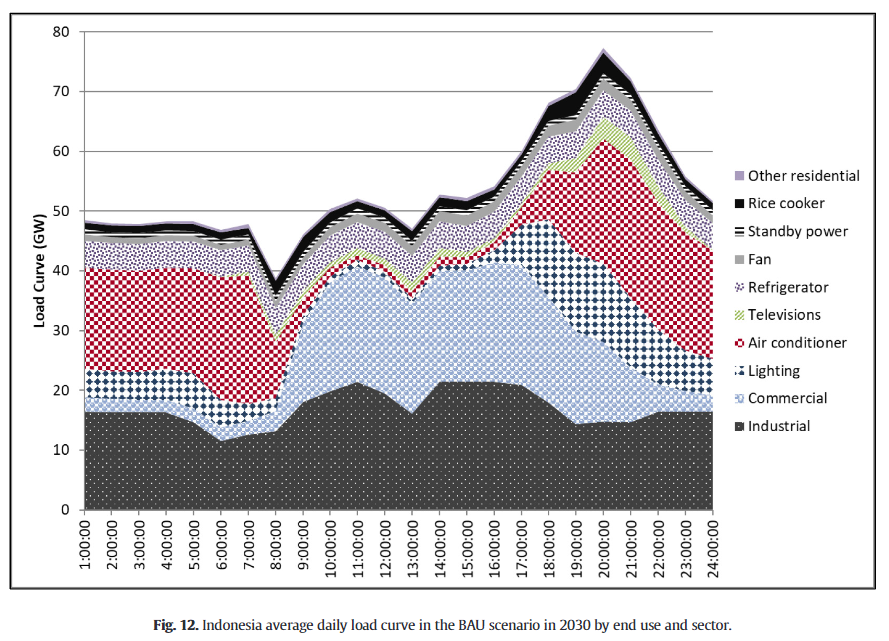 80
70
60
50
40
30
20
10
0
Load Curve (GW)
1:00:00
2:00:00
3:00:00
4:00:00
5:00:00
6:00:00
7:00:00
8:00:00
9:00:00
10:00:00
11:00:00
12:00:00
13:00:00
14:00:00
15:00:00
16:00:00
17:00:00
18:00:00
19:00:00
20:00:00
21:00:00
22:00:00
23:00:00
24:00:00
Other residential
Rice cooker
Standby power
Fan
Refrigerator
Televisions
Air conditioner
Lighting
Commercial
Industrial
Fig. 12. Indonesia average daily load curve in the BAU scenario in 2030 by end use and sector.